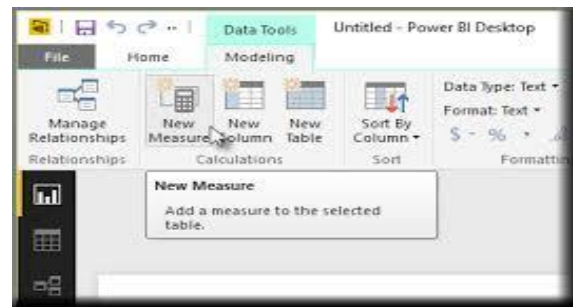 Data Tools
Untitled - Power BI Desktop
File
Home
Modeling
Manage Relationships
New Measure
New Column
New Table
Sort By Column
Data Type: Text
Format: Text
$ - % ,
Relationships
Calculations
Sort
Formattin
New Measure
Add a measure to the selected
table.